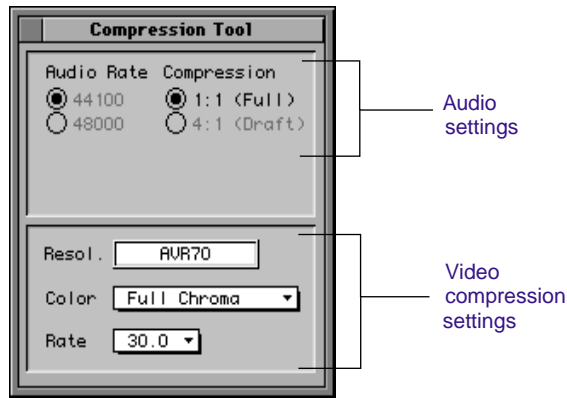 Compression Tool
Audio Rate Compression
44100 1:1 (Full)
48000 4:1 (Draft)
Audio
settings
Resol. AVR70
Color Full Chroma
Rate 30.0
Video
compression
settings